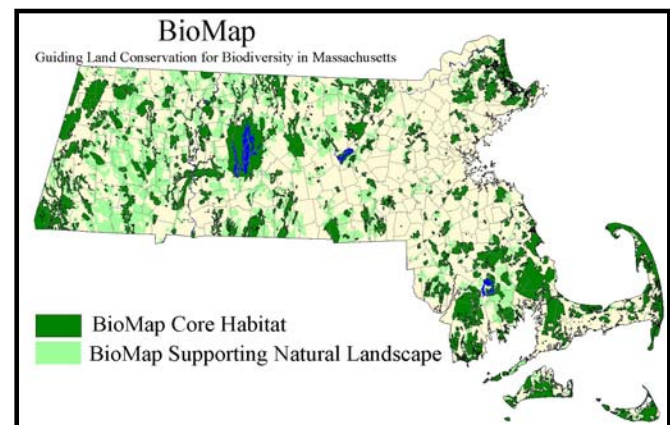 BioMap
Guiding Land Conservation for Biodiversity in Massachusetts
BioMap Core Habitat
BioMap Supporting Natural Landscape